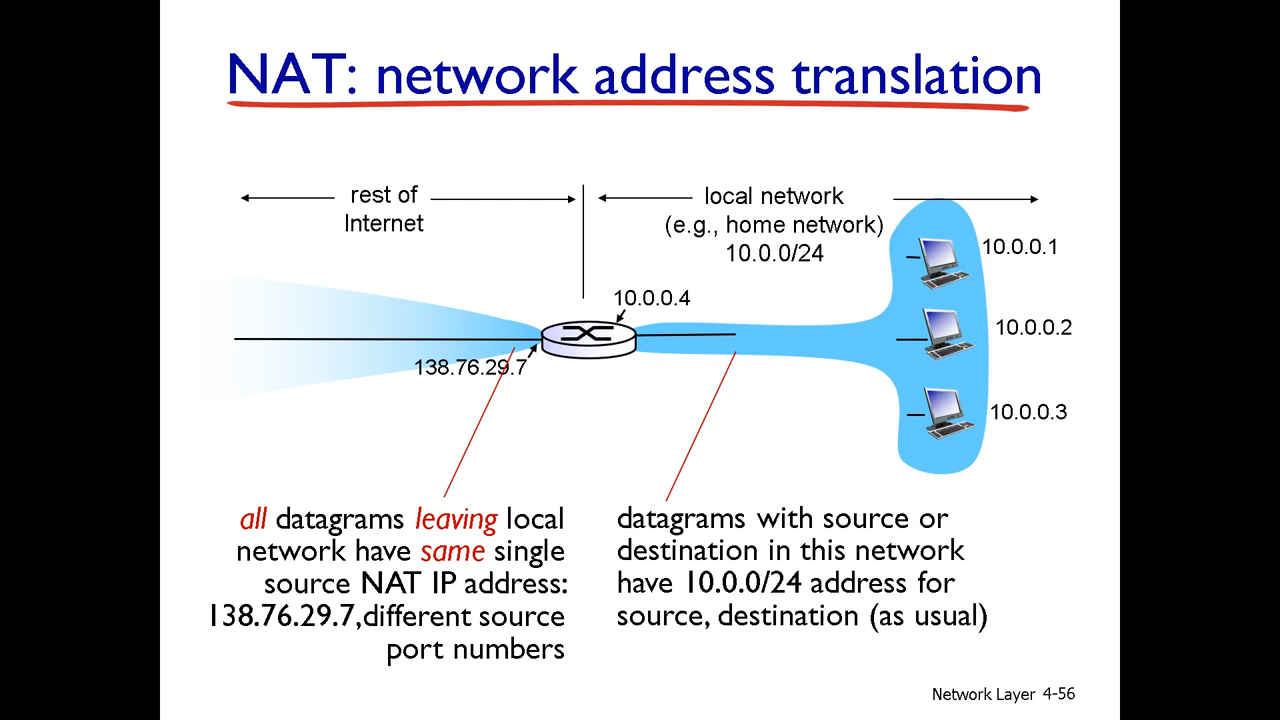 NAT: network address translation
rest of
Internet
local network
(e.g., home network)
10.0.0/24
10.0.0.1
10.0.0.4
10.0.0.2
138.76.29.7
10.0.0.3
all datagrams leaving local
network have same single
source NAT IP address:
138.76.29.7,different source
port numbers
datagrams with source or
destination in this network
have 10.0.0/24 address for
source, destination (as usual)
Network Layer 4-56